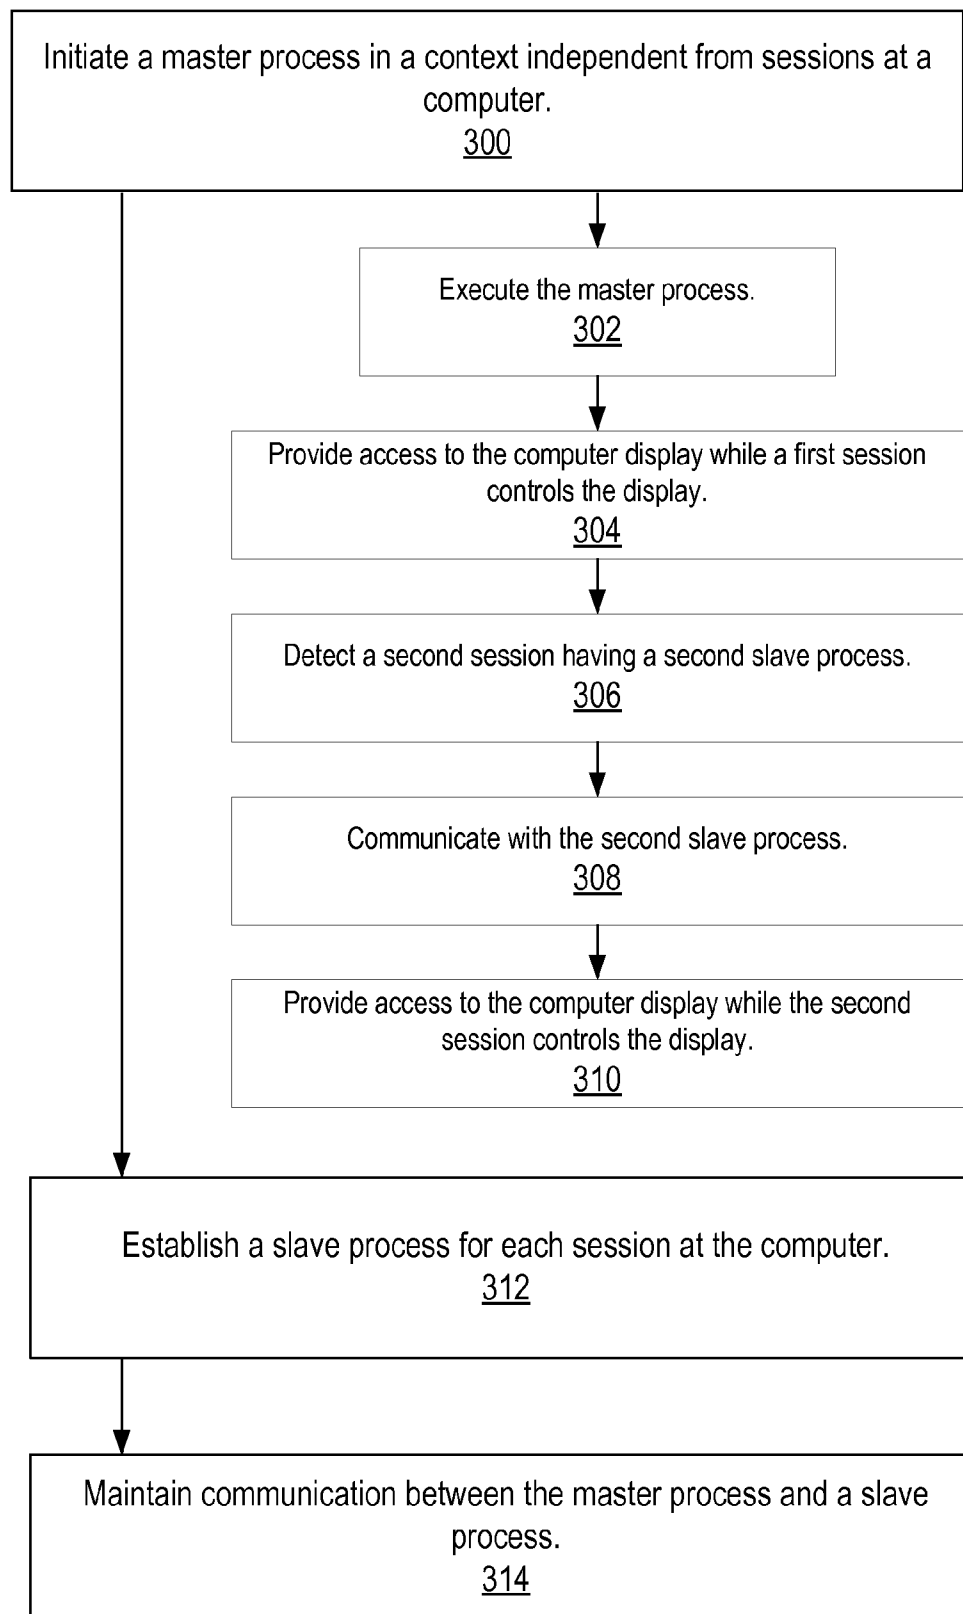 Initiate a master process in a context independent from sessions at a
computer.
300
Execute the master process.
302
Provide access to the computer display while a first session
controls the display.
304
Detect a second session having a second slave process.
306
Communicate with the second slave process.
308
Provide access to the computer display while the second
session controls the display.
310
Establish a slave process for each session at the computer.
312
Maintain communication between the master process and a slave
process.
314